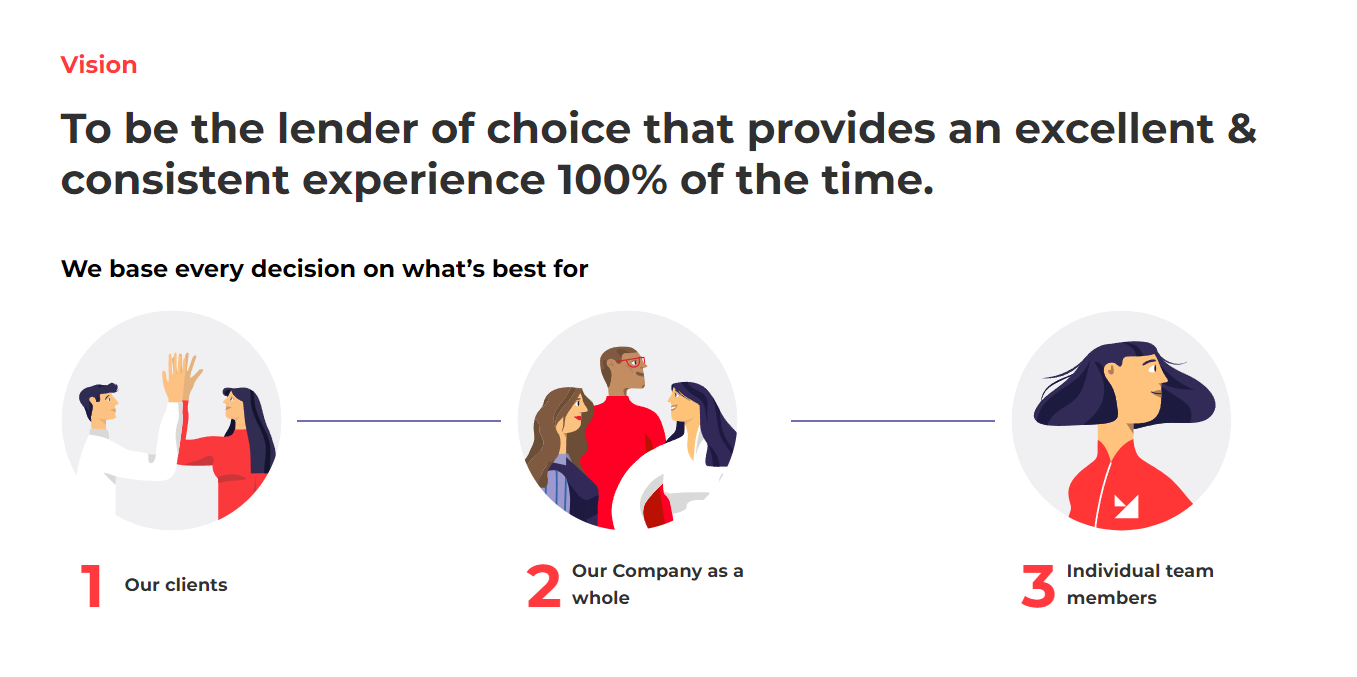 Vision
To be the lender of choice that provides an excellent &
consistent experience 100% of the time.
We base every decision on what’s best for
1 Our clients
2 Our Company as a
whole
3 Individual team
members